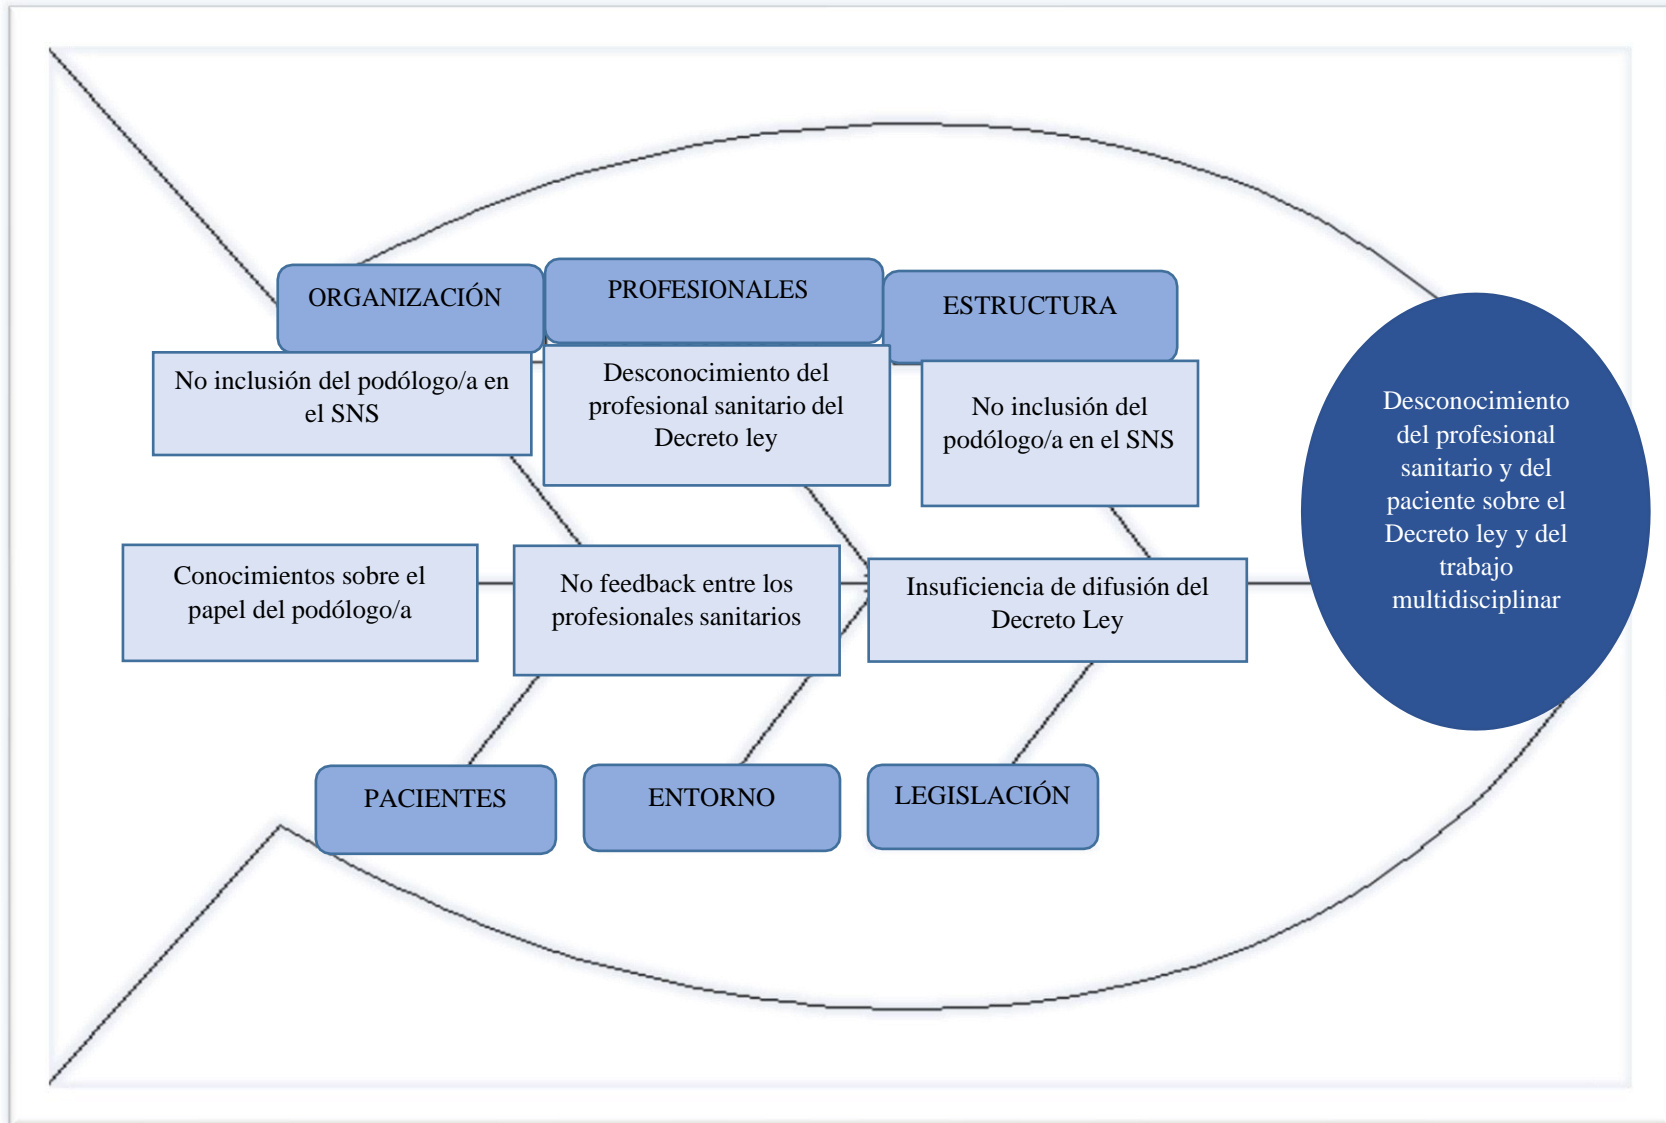 ORGANIZACIÓN
PROFESIONALES
ESTRUCTURA
No inclusión del podólogo/a en
el SNS
Desconocimiento del
profesional sanitario del
Decreto ley
No inclusión del
podólogo/a en el SNS
Desconocimiento
del profesional
sanitario y del
paciente sobre el
Decreto ley y del
trabajo
multidisciplinar
Conocimientos sobre el
papel del podólogo/a
No feedback entre los
profesionales sanitarios
Insuficiencia de difusión del
Decreto Ley
PACIENTES
ENTORNO
LEGISLACIÓN